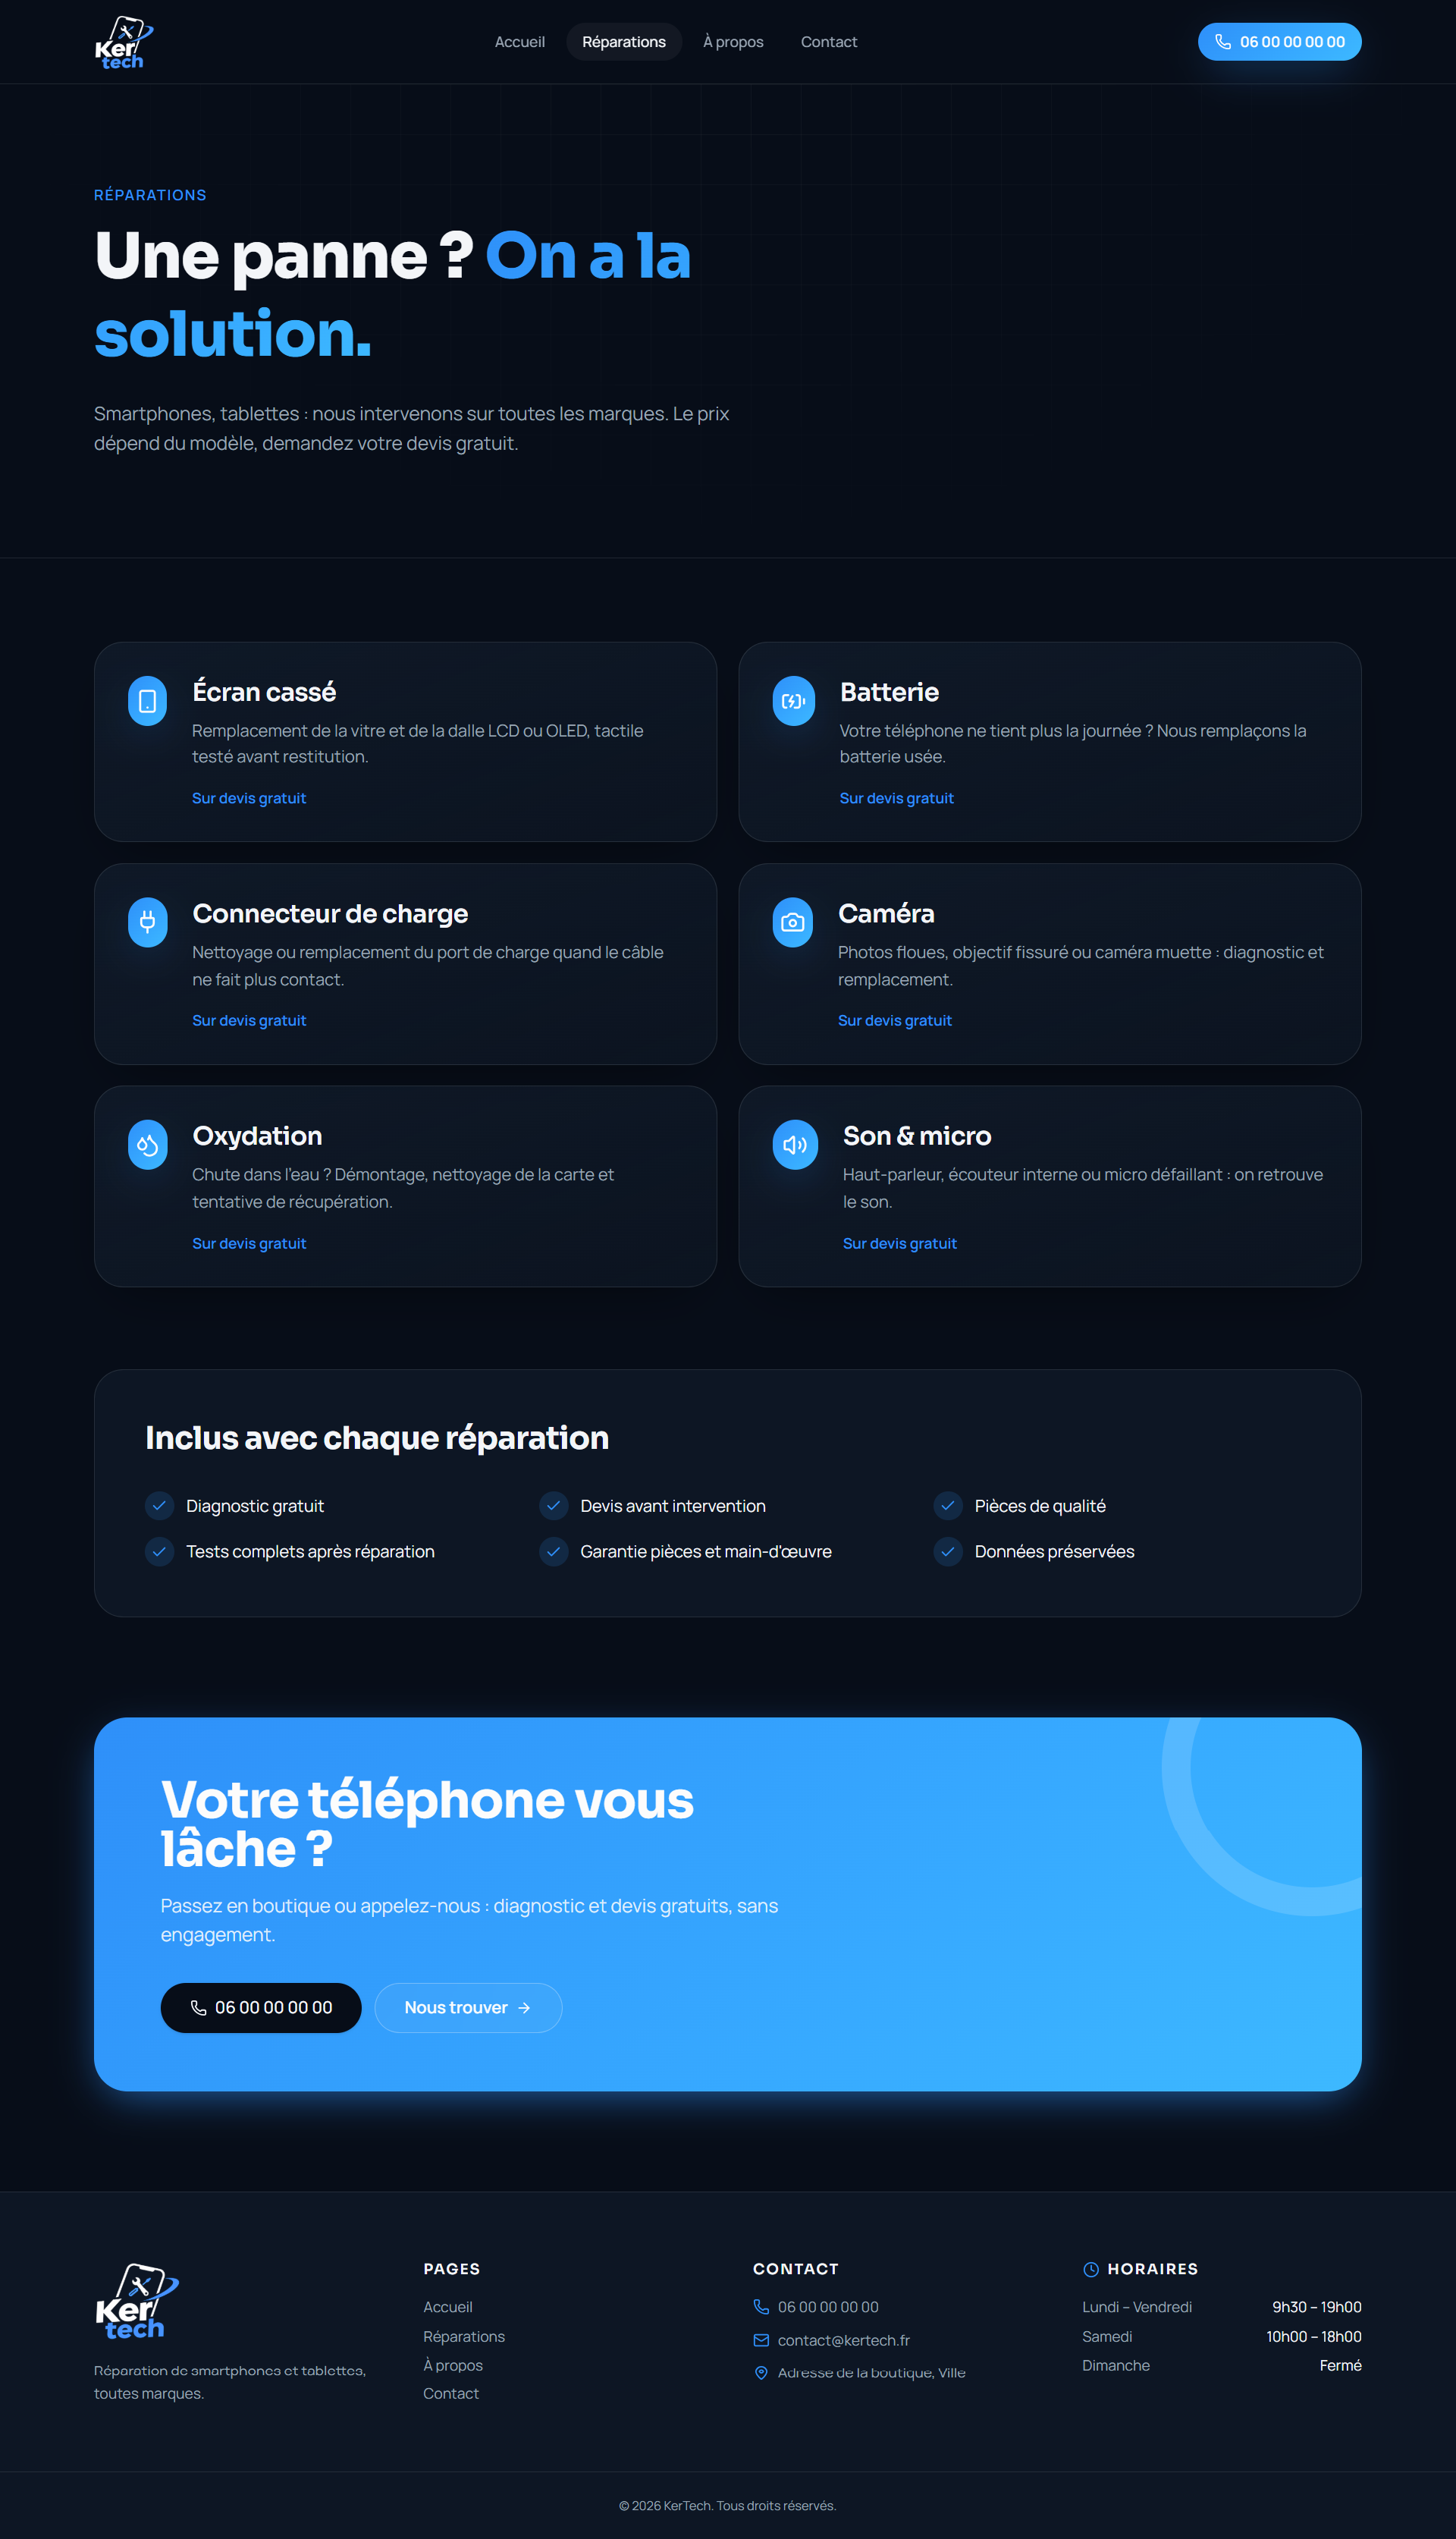 Ker
tech
Accueil
Réparations
À propos
Contact
06 00 00 00 00
RÉPARATIONS
Une panne ? On a la
solution.
Smartphones, tablettes : nous intervenons sur toutes les marques. Le prix
dépend du modèle, demandez votre devis gratuit.
Écran cassé
Remplacement de la vitre et de la dalle LCD ou OLED, tactile
testé avant restitution.
Sur devis gratuit
Batterie
Votre téléphone ne tient plus la journée ? Nous remplaçons la
batterie usée.
Sur devis gratuit
Connecteur de charge
Nettoyage ou remplacement du port de charge quand le câble
ne fait plus contact.
Sur devis gratuit
Caméra
Photos floues, objectif fissuré ou caméra muette : diagnostic et
remplacement.
Sur devis gratuit
Oxydation
Chute dans l'eau ? Démontage, nettoyage de la carte et
tentative de récupération.
Sur devis gratuit
Son & micro
Haut-parleur, écouteur interne ou micro défaillant : on retrouve
le son.
Sur devis gratuit
Inclus avec chaque réparation
Diagnostic gratuit
Devis avant intervention
Pièces de qualité
Tests complets après réparation
Garantie pièces et main-d'œuvre
Données préservées
Votre téléphone vous
lâche ?
Passez en boutique ou appelez-nous : diagnostic et devis gratuits, sans
engagement.
06 00 00 00 00
Nous trouver
Ker
tech
Réparation de smartphones et tablettes,
toutes marques.
PAGES
Accueil
Réparations
À propos
Contact
CONTACT
06 00 00 00 00
contact@kertech.fr
Adresse de la boutique, Ville
HORAIRES
Lundi – Vendredi 9h30 – 19h00
Samedi 10h00 – 18h00
Dimanche Fermé
© 2026 KerTech. Tous droits réservés.